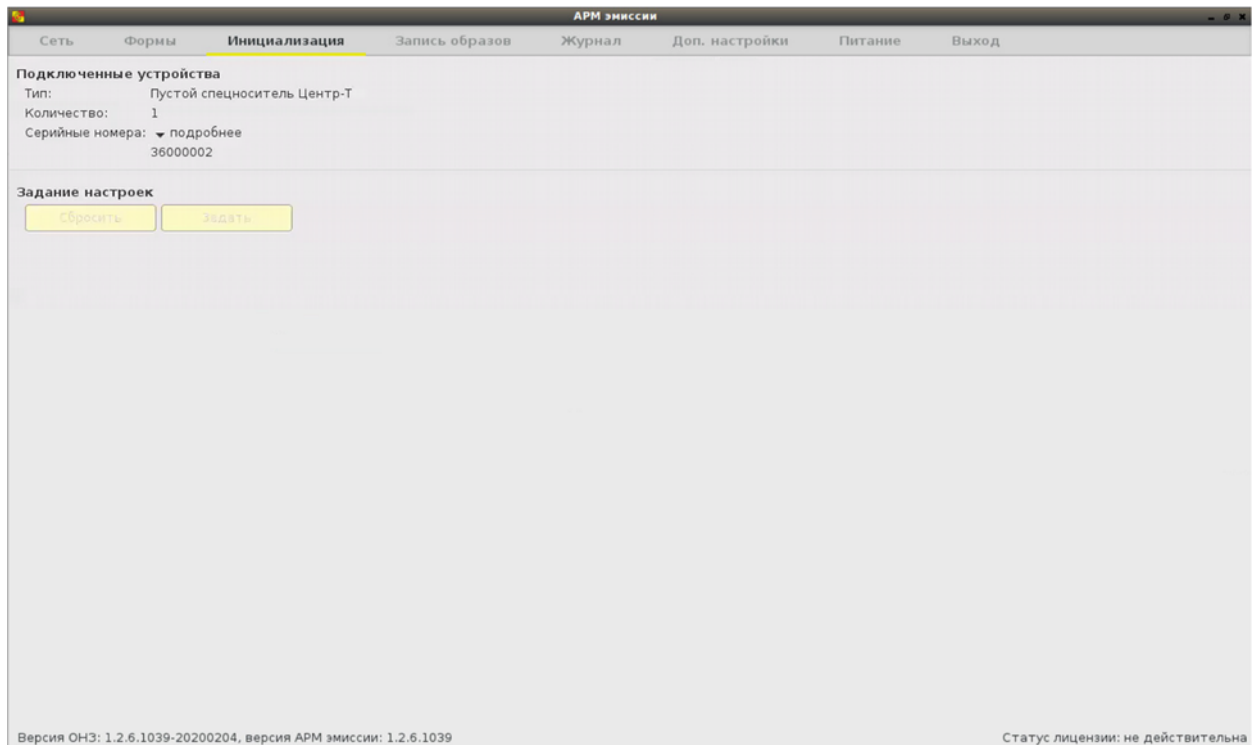 АРМ эмиссии
Сеть Формы Инициализация Запись образов Журнал Доп. настройки Питание Выход
Подключенные устройства
Тип: Пустой спецноситель Центр-Т
Количество: 1
Серийные номера: подробнее
36000002
Задание настроек
Сбросить Задать
Версия ОНЗ: 1.2.6.1039-20200204, версия АРМ эмиссии: 1.2.6.1039 Статус лицензии: не действительна